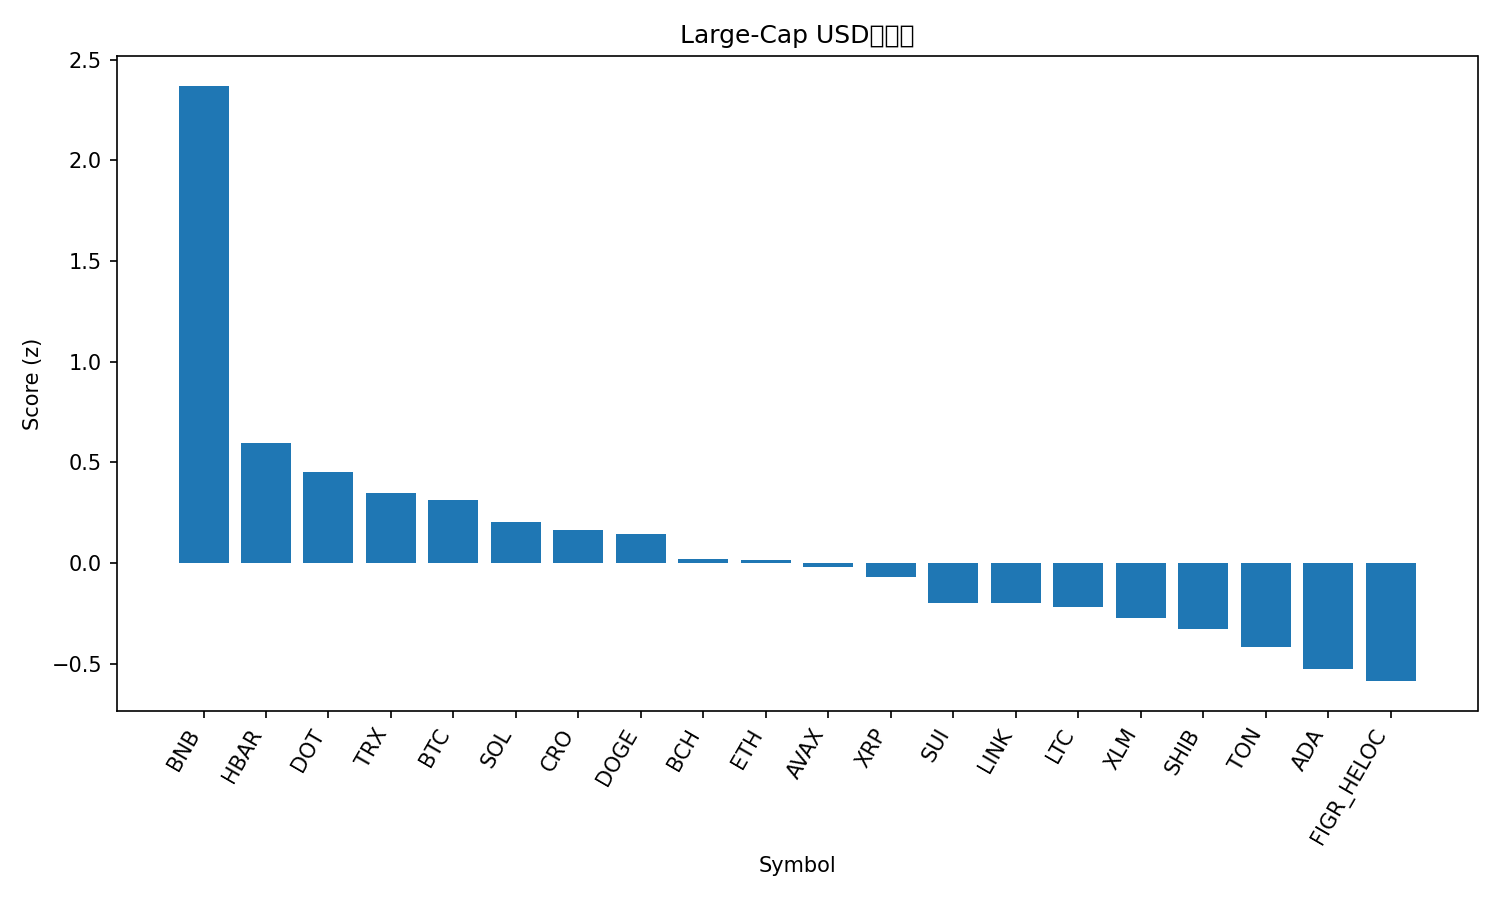 Large-Cap USD
2.5
2.0
1.5
1.0
0.5
0.0
−0.5
Score (z)
BNB
HBAR
DOT
TRX
BTC
SOL
CRO
DOGE
BCH
ETH
AVAX
XRP
SUI
LINK
LTC
XLM
SHIB
TON
ADA
FIGR_HELOC
Symbol